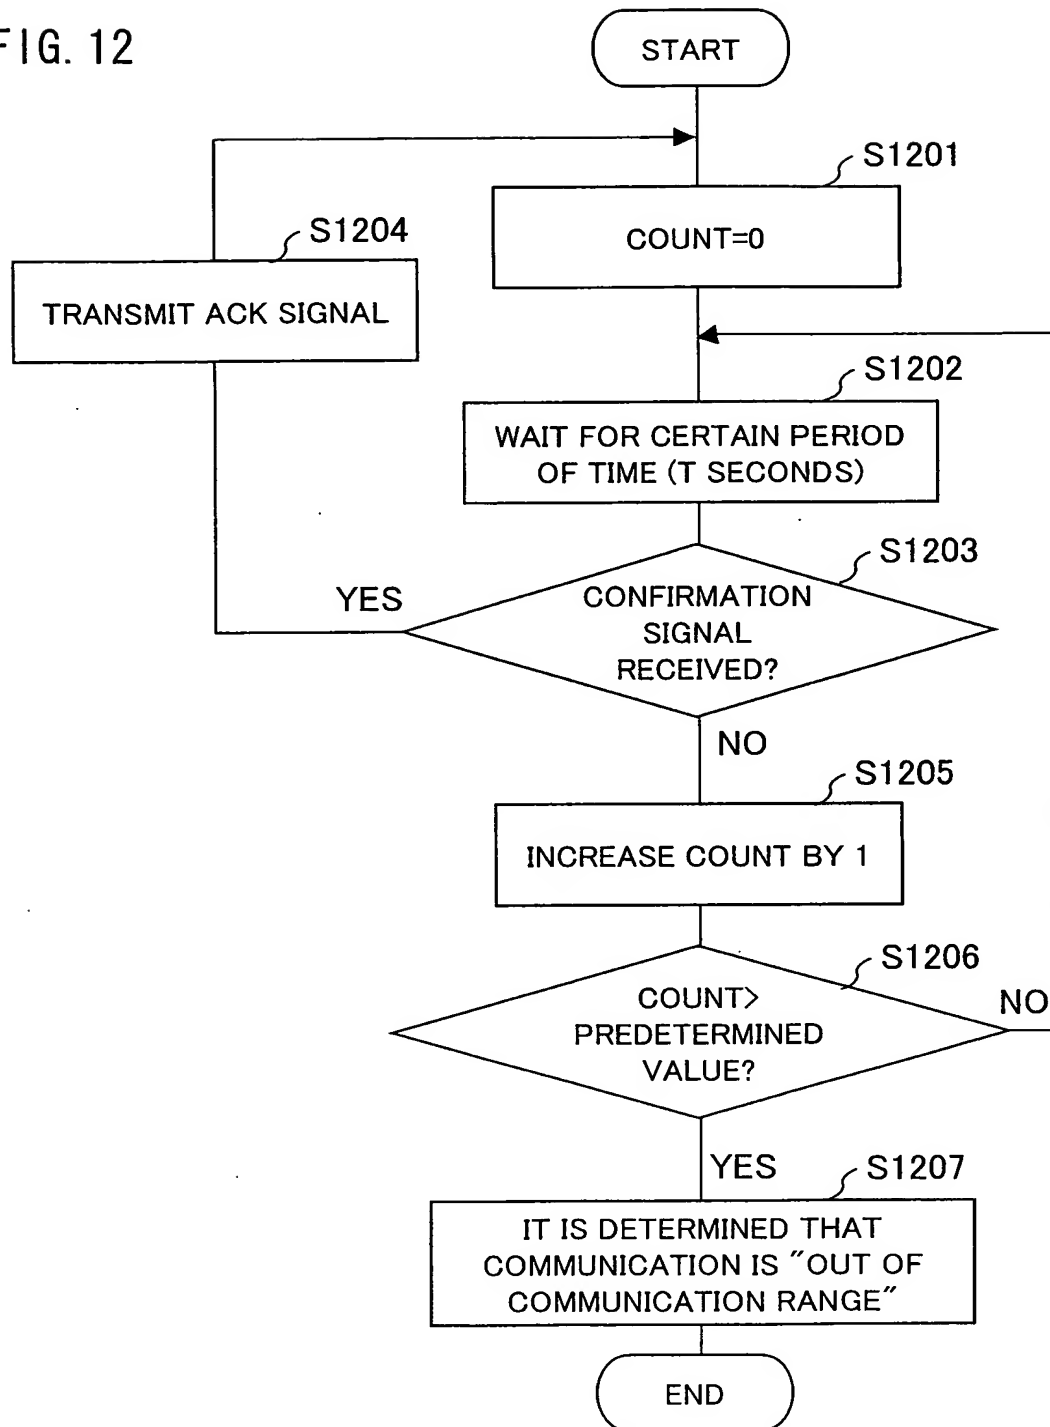 FIG. 12
START
S1201
COUNT=0
S1204
TRANSMIT ACK SIGNAL
S1202
WAIT FOR CERTAIN PERIOD
OF TIME (T SECONDS)
S1203
CONFIRMATION
SIGNAL
RECEIVED?
YES
NO
S1205
INCREASE COUNT BY 1
S1206
COUNT>
PREDETERMINED
VALUE?
NO
YES
S1207
IT IS DETERMINED THAT
COMMUNICATION IS "OUT OF
COMMUNICATION RANGE"
END